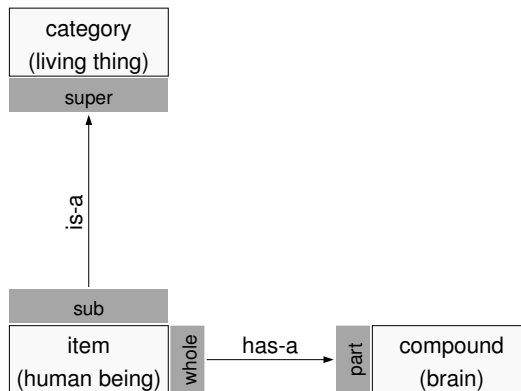 category
(living thing)
super
is-a
sub
item
(human being)
whole
has-a
part
compound
(brain)